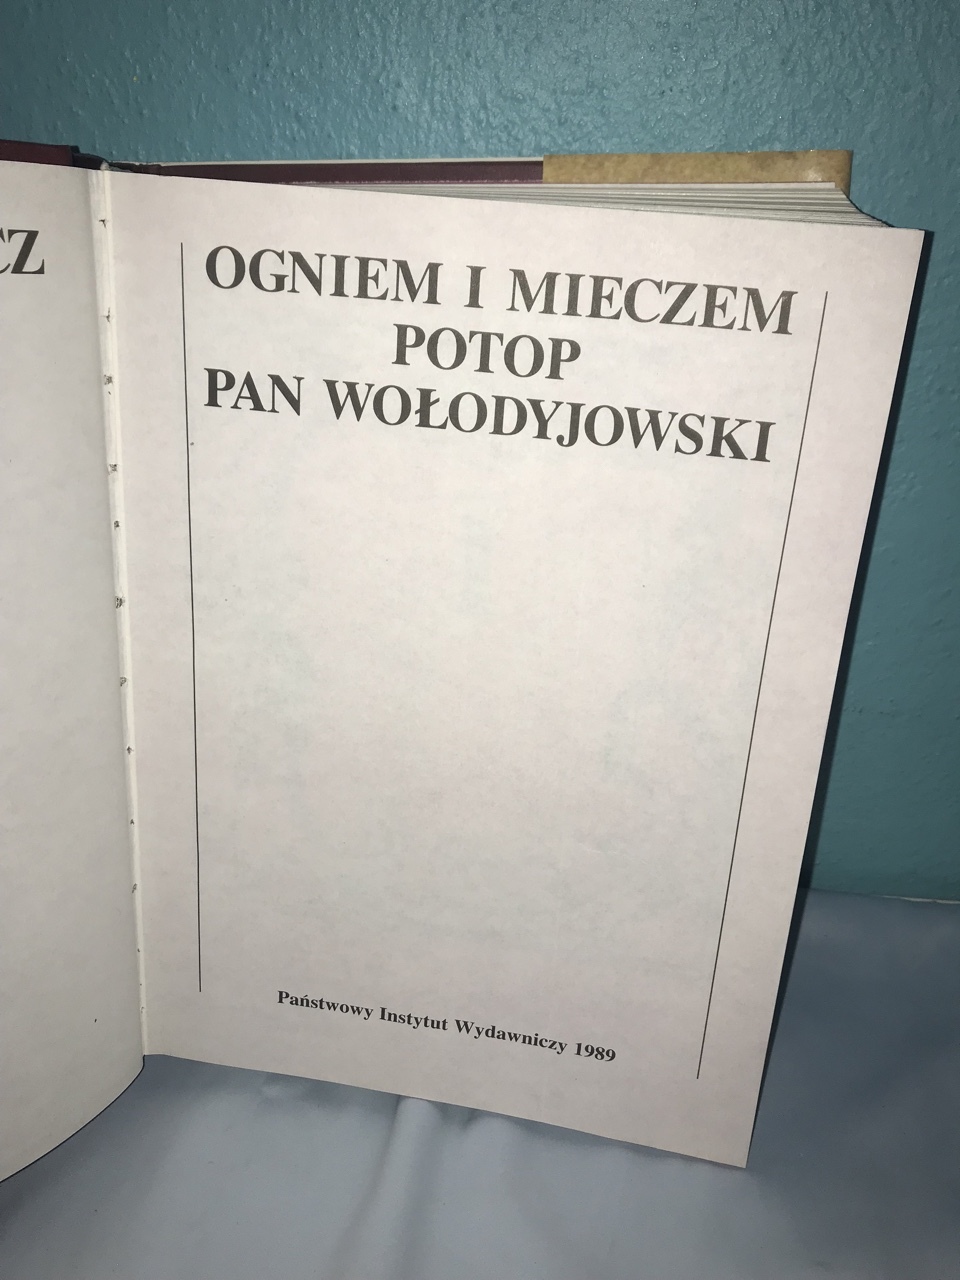 CZ
OGNIEM I MIECZEM
POTOP
PAN WOŁODYJOWSKI
Państwowy Instytut Wydawniczy 1989